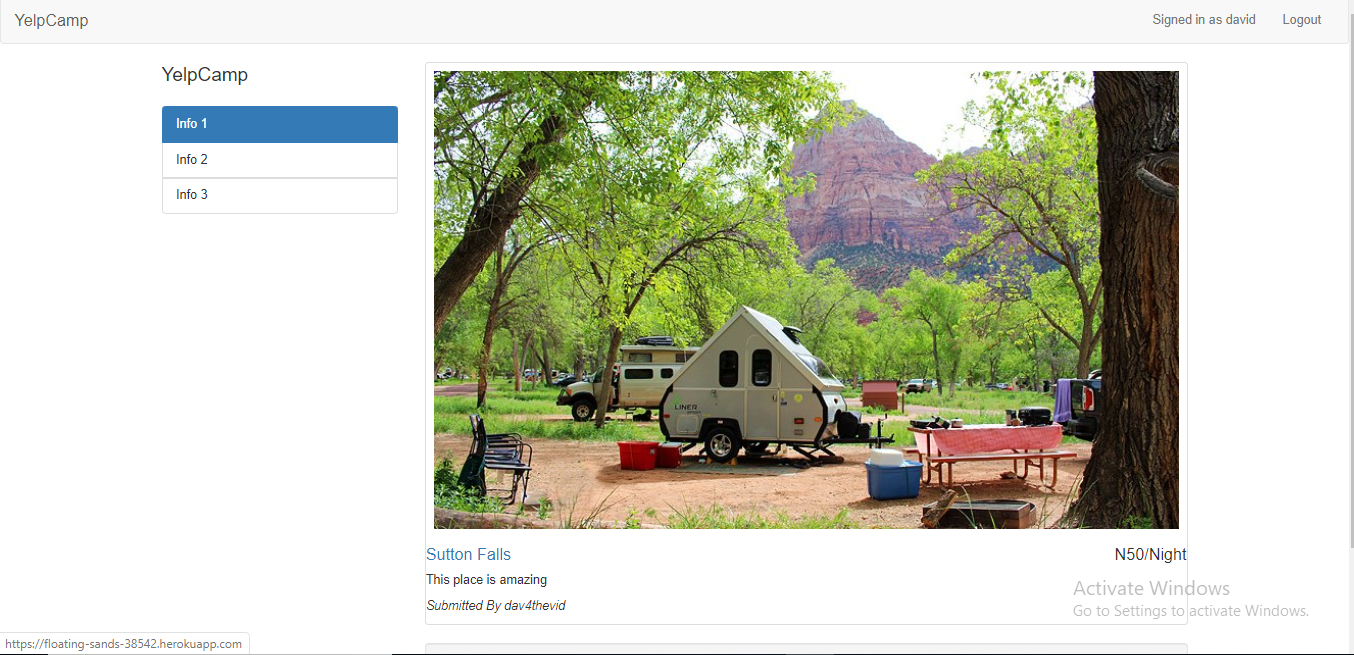 YelpCamp
Signed in as david
Logout
YelpCamp
Info 1
Info 2
Info 3
LINER
Sutton Falls
N50/Night
This place is amazing
Submitted By dav4thevid
Activate Windows
Go to Settings to activate Windows.
https://floating-sands-38542.herokuapp.com